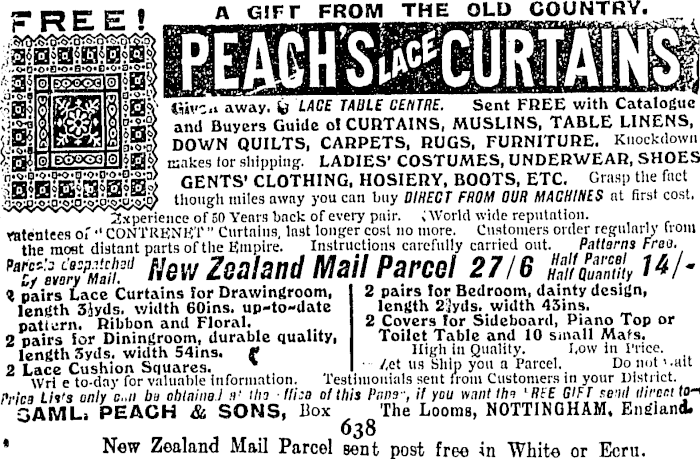 FREE!
A GIFT FROM THE OLD COUNTRY.
PEACH'S LACE CURTAINS
Given away, LACE TABLE CENTRE. Sent FREE with Catalogue
and Buyers Guide of CURTAINS, MUSLINS, TABLE LINENS,
DOWN QUILTS, CARPETS, RUGS, FURNITURE. Knockdown
makes for shipping. LADIES' COSTUMES, UNDERWEAR, SHOES
GENTS' CLOTHING, HOSIERY, BOOTS, ETC. Grasp the fact
though miles away you can buy DIRECT FROM OUR MACHINES at first cost.
Experience of 50 Years back of every pair. World wide reputation.
Patentees of "CONTRENET" Curtains, last longer cost no more. Customers order regularly from
the most distant parts of the Empire. Instructions carefully carried out. Patterns Free.
Parcels despatched
by every Mail.
New Zealand Mail Parcel 27/6
Half Parcel
Half Quantity
14/-
2 pairs Lace Curtains for Drawingroom,
length 3½yds. width 60ins. up-to-date
pattern. Ribbon and Floral.
2 pairs for Diningroom, durable quality,
length 3yds. width 54ins.
2 Lace Cushion Squares.
2 pairs for Bedroom, dainty design,
length 2½yds. width 43ins.
2 Covers for Sideboard, Piano Top or
Toilet Table and 10 small Mats.
High in Quality. Low in Price.
Let us Ship you a Parcel. Do not wait
Write to-day for valuable information. Testimonials sent from Customers in your District.
Price Lists only can be obtained at the Office of this Paper, if you want the FREE GIFT send direct to—
SAML. PEACH & SONS, Box 638 The Looms, NOTTINGHAM, England.
New Zealand Mail Parcel sent post free in White or Ecru.